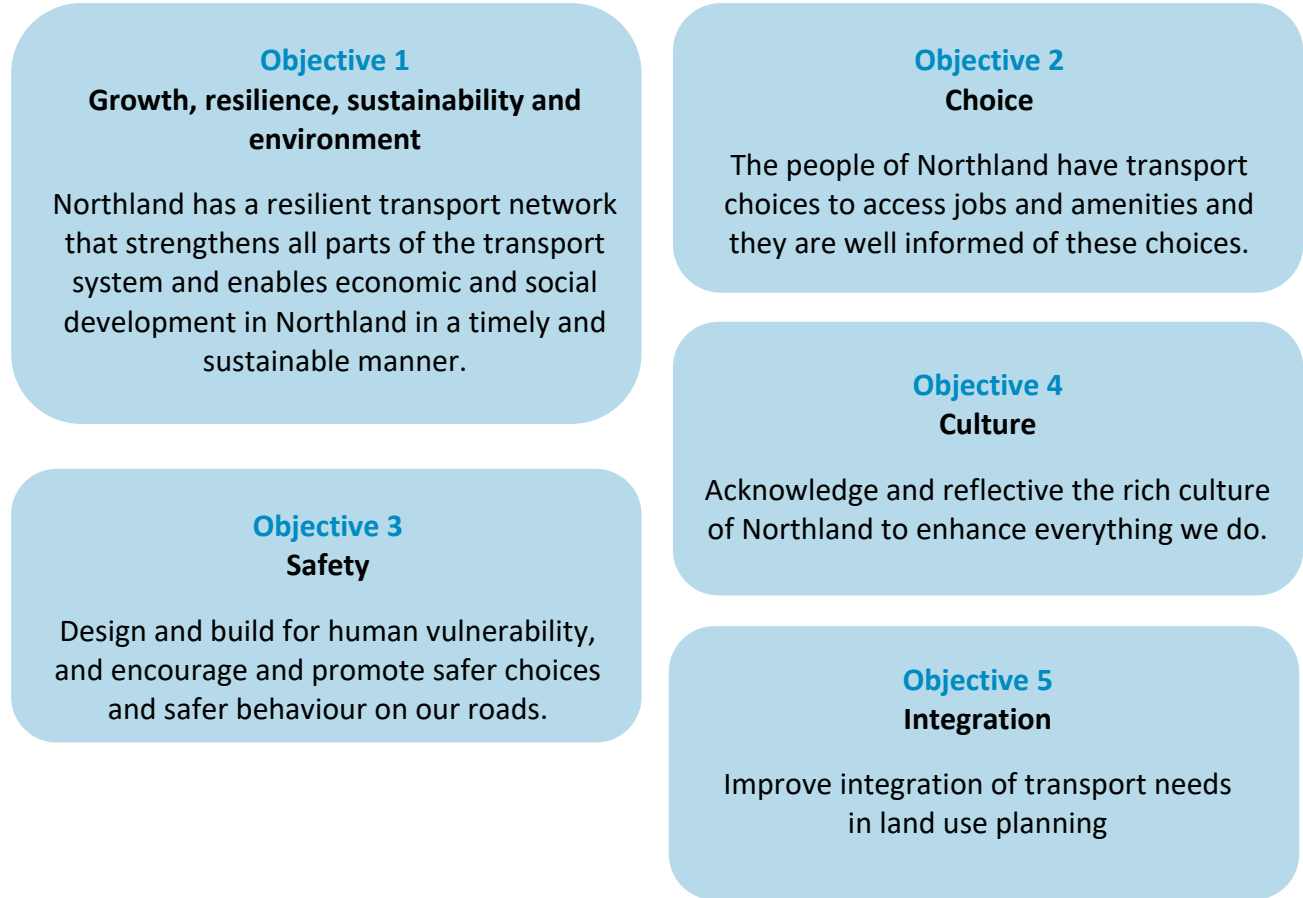 Objective 1
Growth, resilience, sustainability and
environment
Northland has a resilient transport network
that strengthens all parts of the transport
system and enables economic and social
development in Northland in a timely and
sustainable manner.
Objective 2
Choice
The people of Northland have transport
choices to access jobs and amenities and
they are well informed of these choices.
Objective 3
Safety
Design and build for human vulnerability,
and encourage and promote safer choices
and safer behaviour on our roads.
Objective 4
Culture
Acknowledge and reflective the rich culture
of Northland to enhance everything we do.
Objective 5
Integration
Improve integration of transport needs
in land use planning